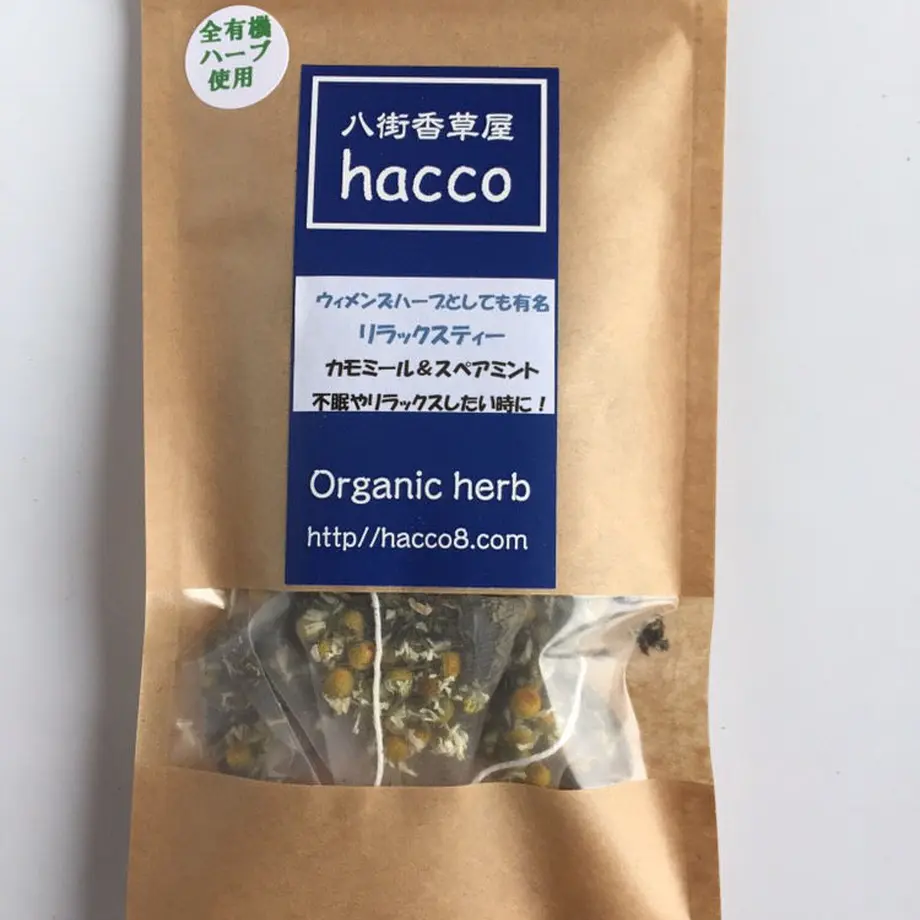 全有機
ハーブ
使用
八街香草屋
hacco
ウィメンズハーブとしても有名
リラックスティー
カモミール＆スペアミント
不眠やリラックスしたい時に！
Organic herb
http//hacco8.com